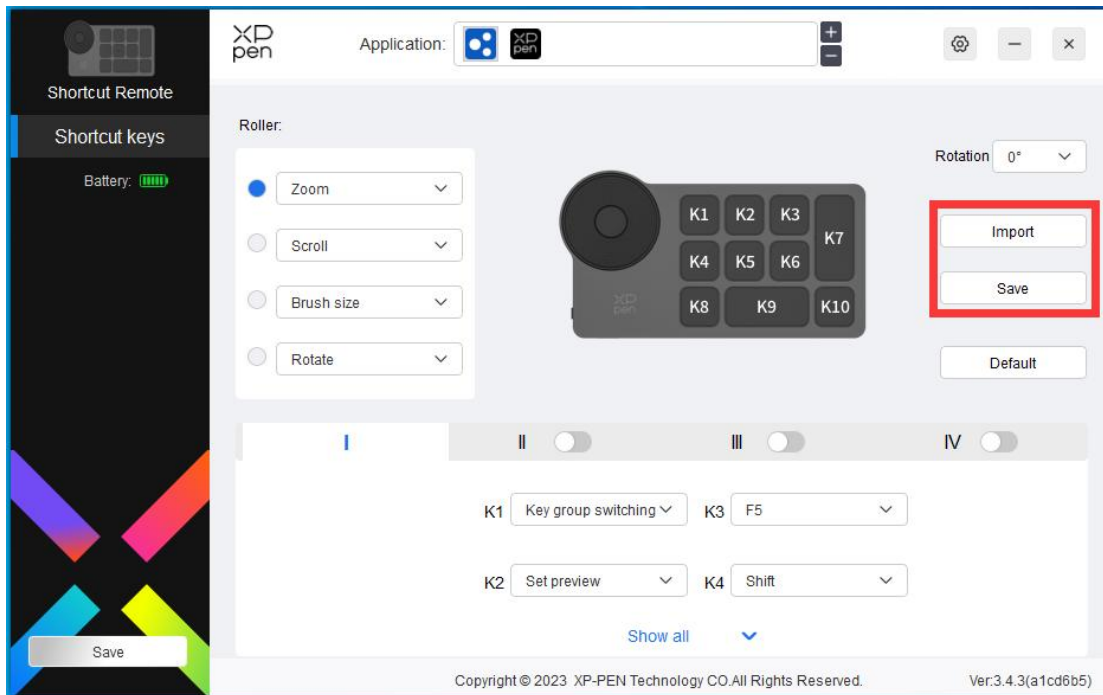 Shortcut Remote
Shortcut keys
Battery:
Save
XP
pen
Application:
XP
pen
+
−
Roller:
Zoom
Scroll
Brush size
Rotate
K1 K2 K3
K7
K4 K5 K6
K8 K9 K10
XP
pen
Rotation 0°
Import
Save
Default
I II III IV
K1 Key group switching K3 F5
K2 Set preview K4 Shift
Show all
Copyright © 2023 XP-PEN Technology CO.All Rights Reserved. Ver:3.4.3(a1cd6b5)